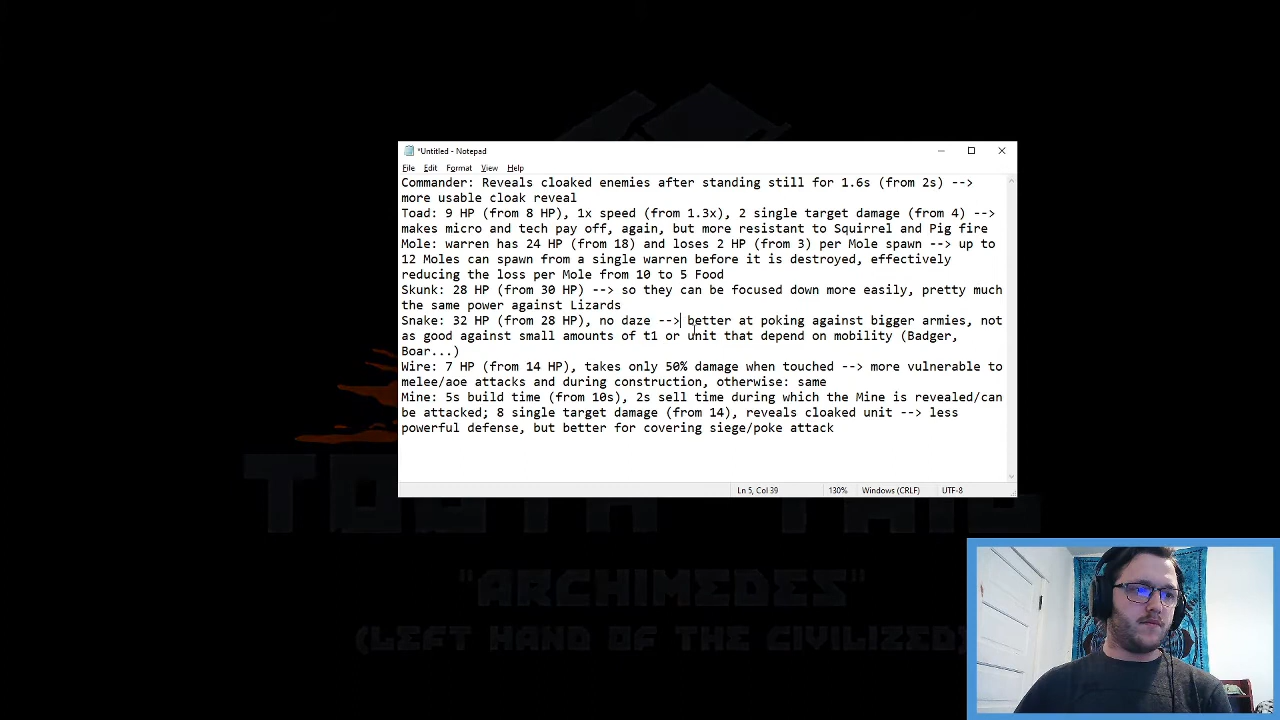 *Untitled - Notepad
File Edit Format View Help
Commander: Reveals cloaked enemies after standing still for 1.6s (from 2s) -->
more usable cloak reveal
Toad: 9 HP (from 8 HP), 1x speed (from 1.3x), 2 single target damage (from 4) -->
makes micro and tech pay off, again, but more resistant to Squirrel and Pig fire
Mole: warren has 24 HP (from 18) and loses 2 HP (from 3) per Mole spawn --> up to
12 Moles can spawn from a single warren before it is destroyed, effectively
reducing the loss per Mole from 10 to 5 Food
Skunk: 28 HP (from 30 HP) --> so they can be focused down more easily, pretty much
the same power against Lizards
Snake: 32 HP (from 28 HP), no daze --> better at poking against bigger armies, not
as good against small amounts of t1 or unit that depend on mobility (Badger,
Boar...)
Wire: 7 HP (from 14 HP), takes only 50% damage when touched --> more vulnerable to
melee/aoe attacks and during construction, otherwise: same
Mine: 5s build time (from 10s), 2s sell time during which the Mine is revealed/can
be attacked; 8 single target damage (from 14), reveals cloaked unit --> less
powerful defense, but better for covering siege/poke attack
Ln 5, Col 39 130% Windows (CRLF) UTF-8
TOOTH TAIL
"ARCHIMEDES"
(LEFT HAND OF THE CIVILIZED)